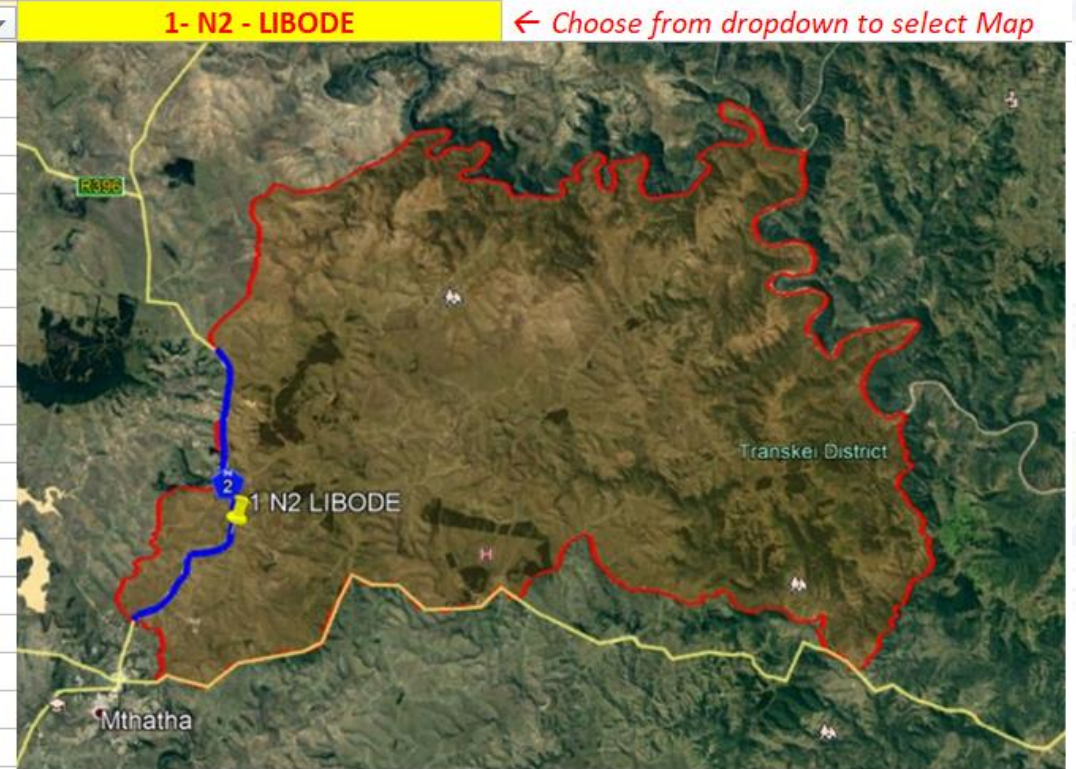 1- N2 - LIBODE
← Choose from dropdown to select Map
R396
Transkei District
2
1 N2 LIBODE
H
Mthatha